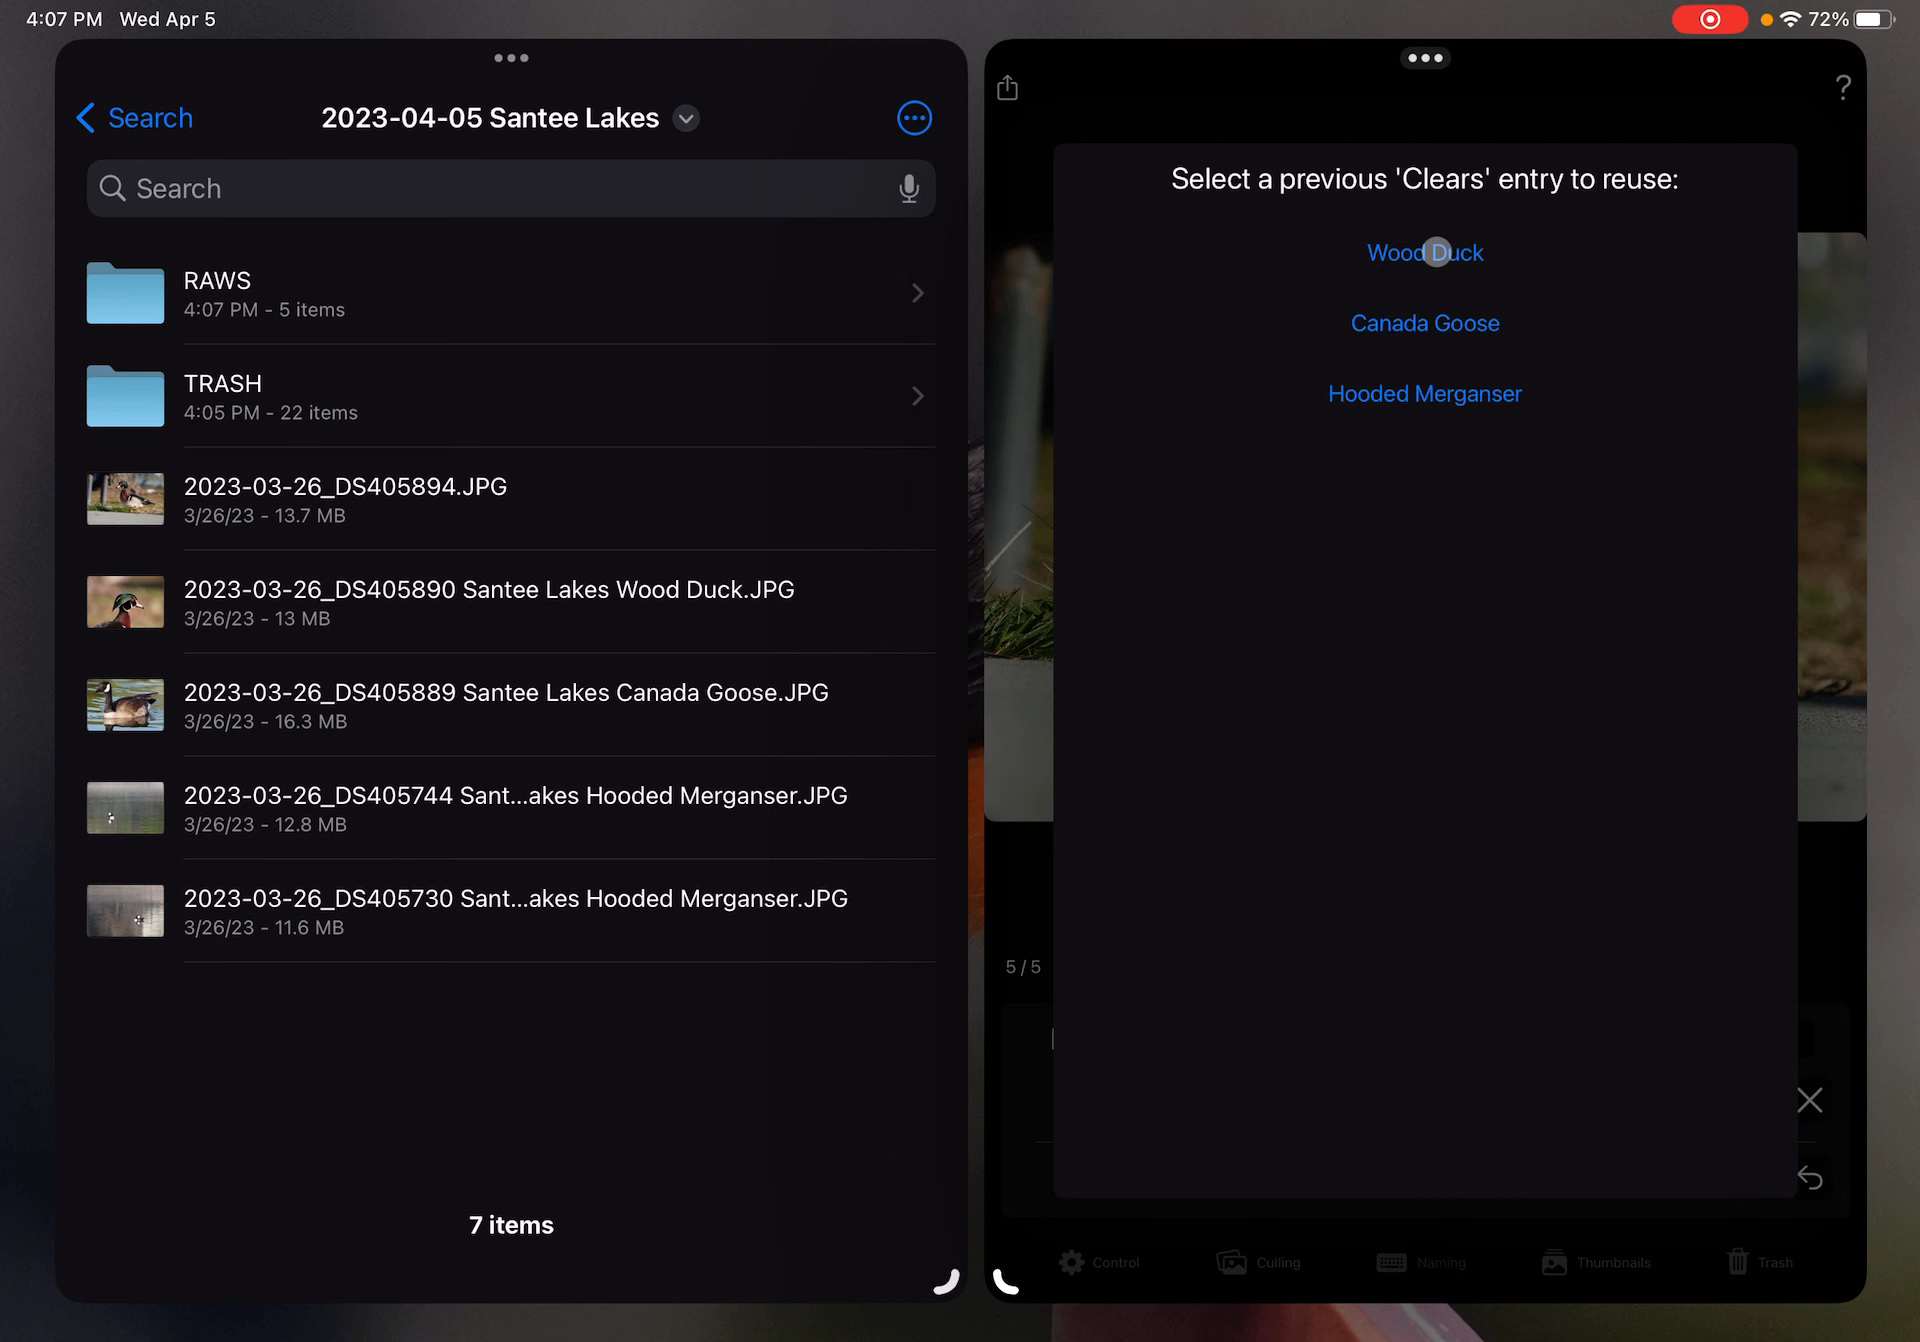 4:07 PM Wed Apr 5
72%
Search
2023-04-05 Santee Lakes
Search
RAWS
4:07 PM - 5 items
TRASH
4:05 PM - 22 items
2023-03-26_DS405894.JPG
3/26/23 - 13.7 MB
2023-03-26_DS405890 Santee Lakes Wood Duck.JPG
3/26/23 - 13 MB
2023-03-26_DS405889 Santee Lakes Canada Goose.JPG
3/26/23 - 16.3 MB
2023-03-26_DS405744 Sant...akes Hooded Merganser.JPG
3/26/23 - 12.8 MB
2023-03-26_DS405730 Sant...akes Hooded Merganser.JPG
3/26/23 - 11.6 MB
7 items
?
Select a previous 'Clears' entry to reuse:
Wood Duck
Canada Goose
Hooded Merganser
5 / 5
Control Culling Naming Thumbnails Trash